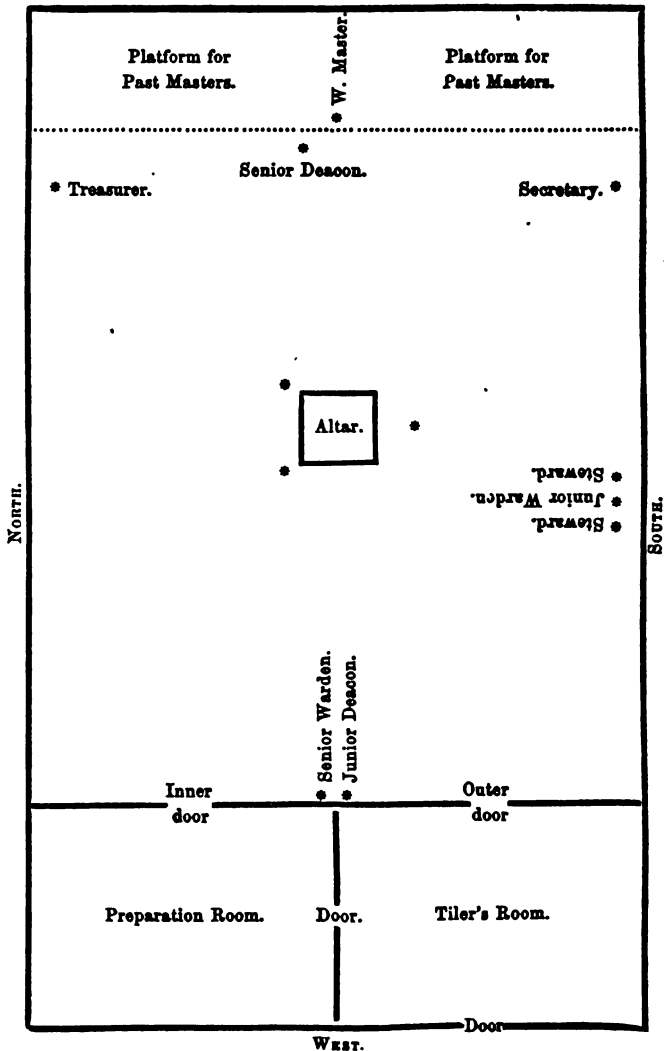 Platform for
Past Masters.
W. Master.
Platform for
Past Masters.
Senior Deacon.
Treasurer.
Secretary.
Altar.
Steward.
Junior Warden.
Steward.
NORTH.
SOUTH.
Senior Warden.
Junior Deacon.
Inner
door
Outer
door
Preparation Room.
Door.
Tiler's Room.
Door
WEST.